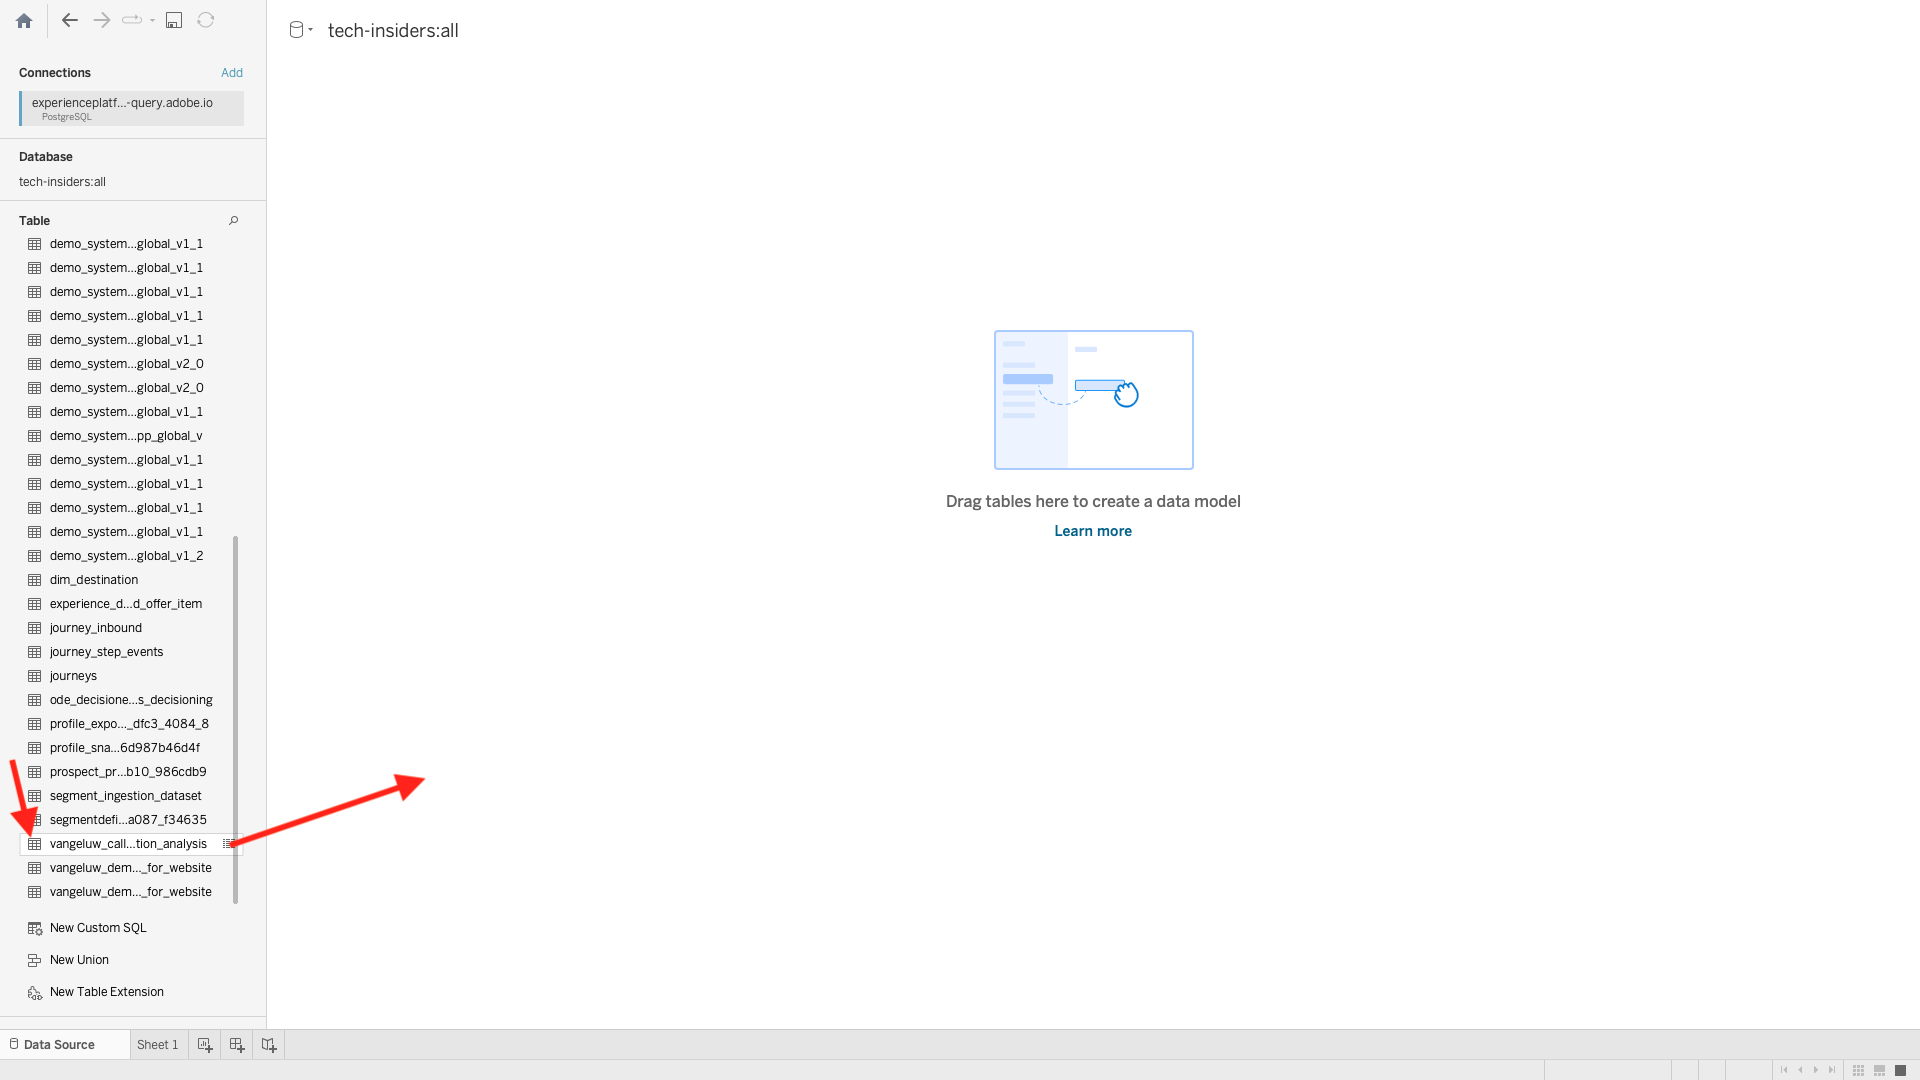 tech-insiders:all
Connections
Add
experienceplatf...-query.adobe.io
PostgreSQL
Database
tech-insiders:all
Table
demo_system...global_v1_1
demo_system...global_v1_1
demo_system...global_v1_1
demo_system...global_v1_1
demo_system...global_v1_1
demo_system...global_v2_0
demo_system...global_v2_0
demo_system...global_v1_1
demo_system...pp_global_v
demo_system...global_v1_1
demo_system...global_v1_1
demo_system...global_v1_1
demo_system...global_v1_1
demo_system...global_v1_2
dim_destination
experience_d...d_offer_item
journey_inbound
journey_step_events
journeys
ode_decisione...s_decisioning
profile_expo..._dfc3_4084_8
profile_sna...6d987b46d4f
prospect_pr...b10_986cdb9
segment_ingestion_dataset
segmentdefi...a087_f34635
vangeluw_call...tion_analysis
vangeluw_dem..._for_website
vangeluw_dem..._for_website
New Custom SQL
New Union
New Table Extension
Drag tables here to create a data model
Learn more
Data Source
Sheet 1